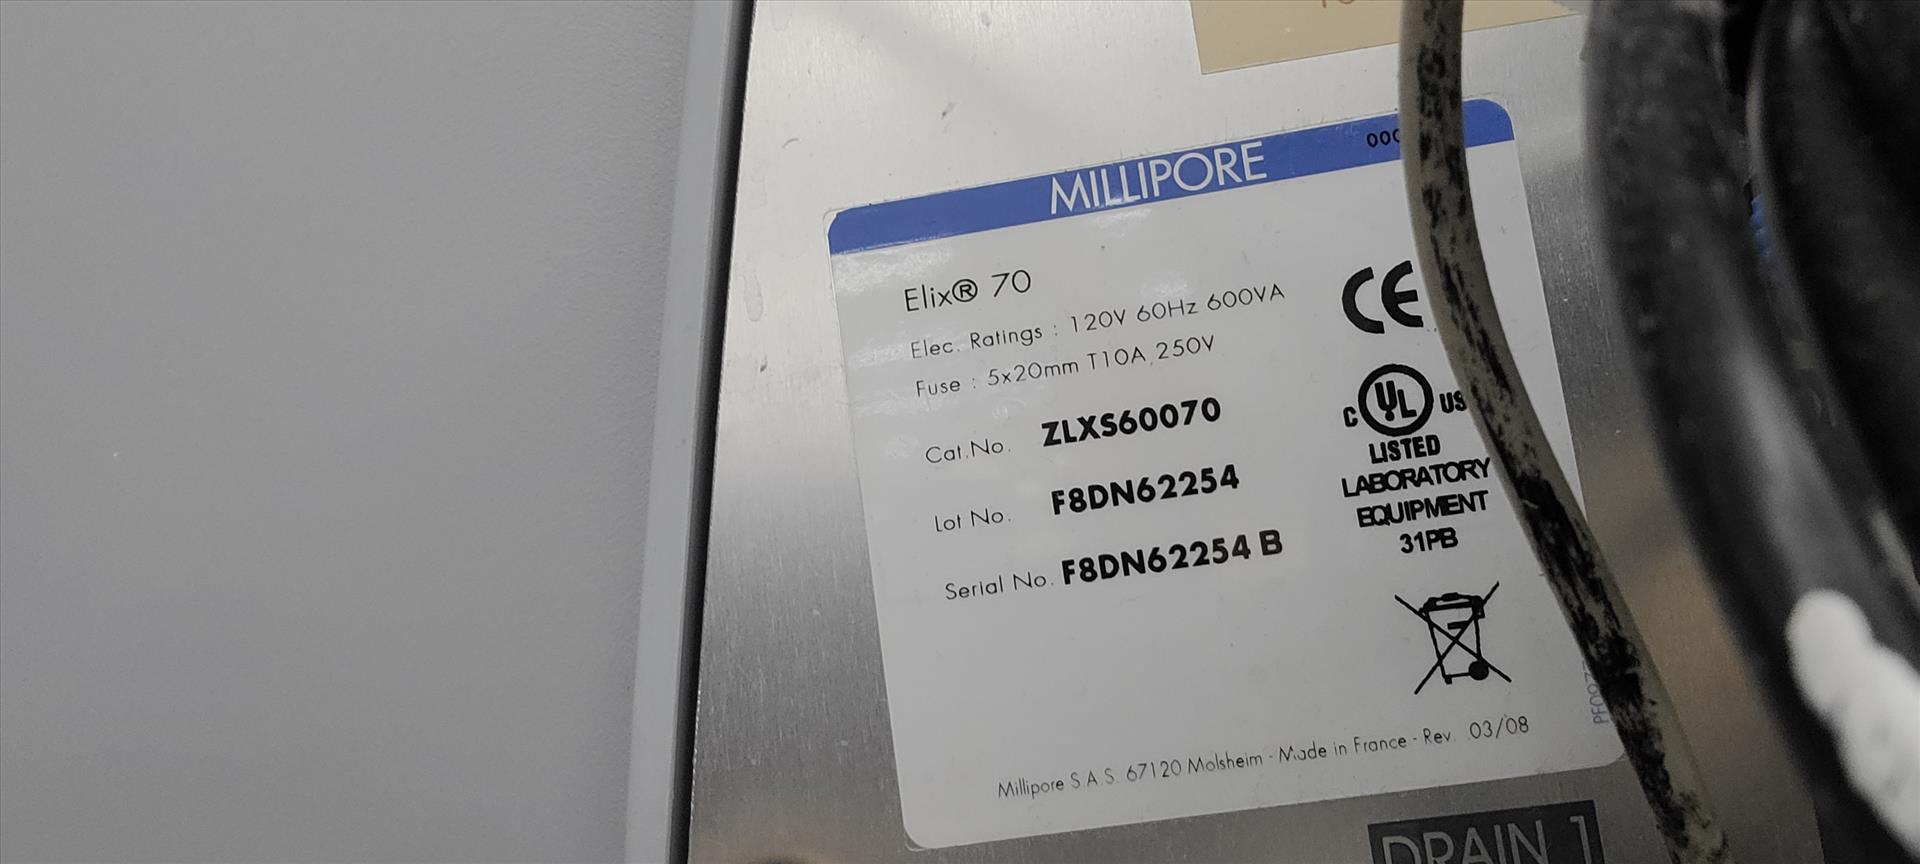 MILLIPORE
Elix® 70
Elec. Ratings : 120V 60Hz 600VA
Fuse : 5x20mm T10A 250V
Cat.No. ZLXS60070
Lot No. F8DN62254
Serial No. F8DN62254 B
CE
C UL US
LISTED
LABORATORY
EQUIPMENT
31PB
Millipore S.A.S. 67120 Molsheim - Made in France - Rev. 03/08
DRAIN 1